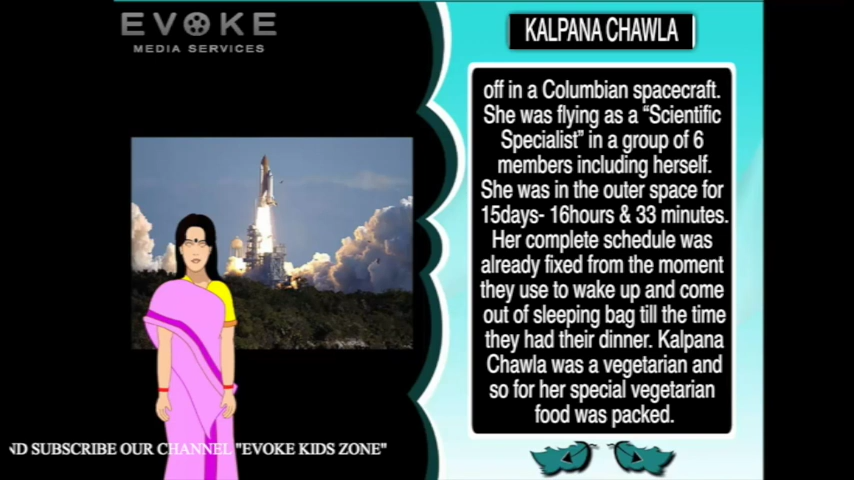 EVOKE
MEDIA SERVICES
KALPANA CHAWLA
off in a Columbian spacecraft.
She was flying as a “Scientific
Specialist” in a group of 6
members including herself.
She was in the outer space for
15days- 16hours & 33 minutes.
Her complete schedule was
already fixed from the moment
they use to wake up and come
out of sleeping bag till the time
they had their dinner. Kalpana
Chawla was a vegetarian and
so for her special vegetarian
food was packed.
SUBSCRIBE OUR CHANNEL "EVOKE KIDS ZONE"